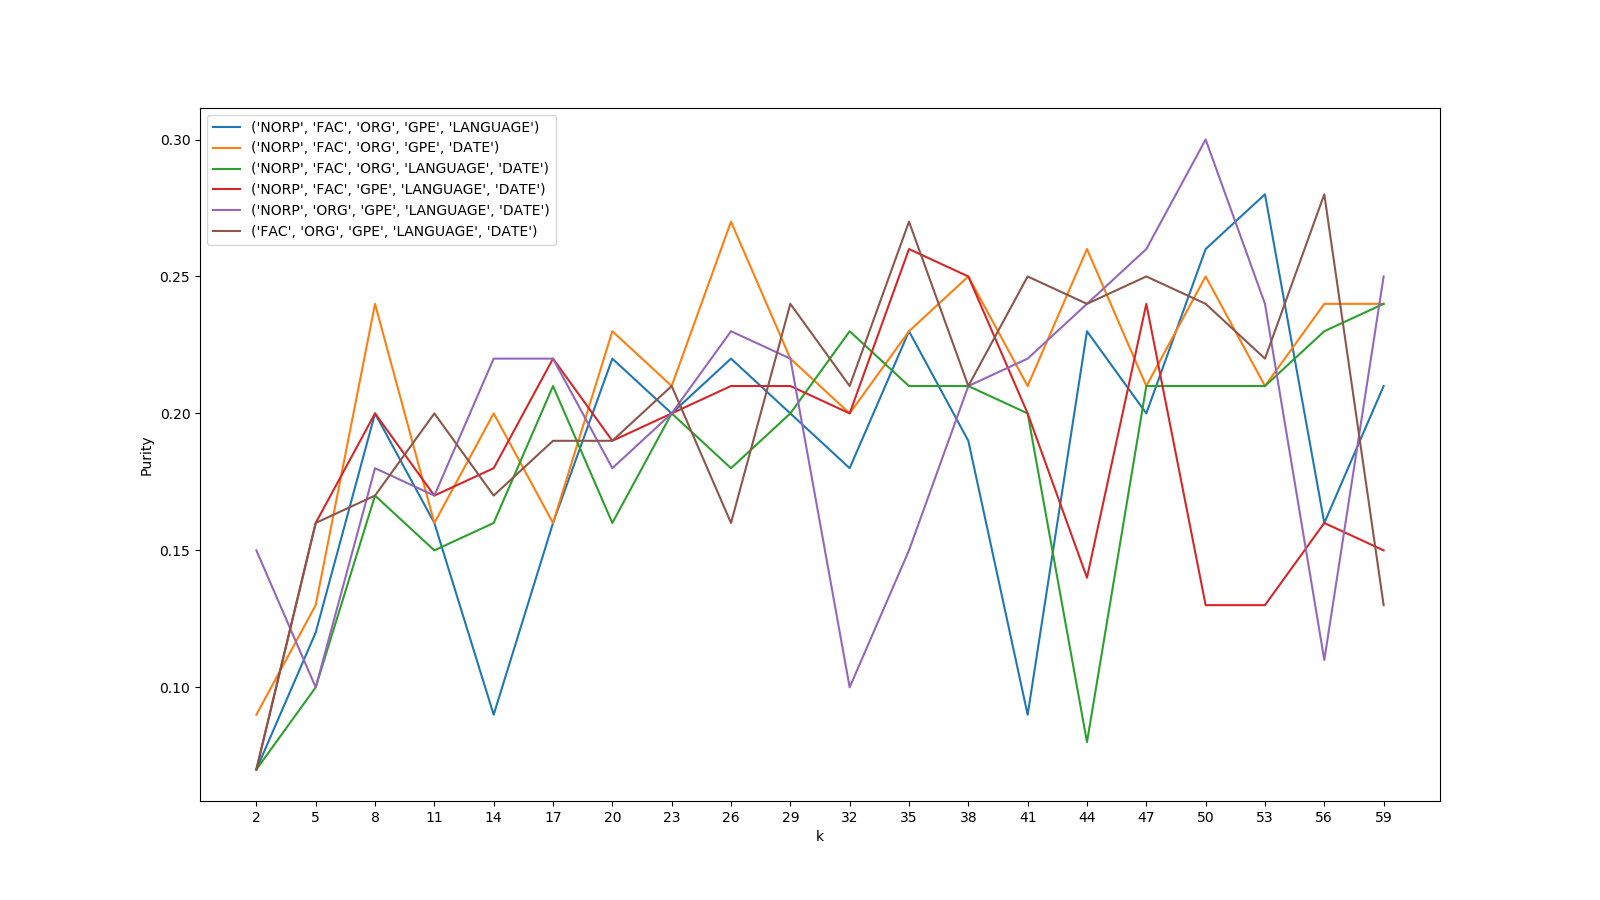 ('NORP', 'FAC', 'ORG', 'GPE', 'LANGUAGE')
('NORP', 'FAC', 'ORG', 'GPE', 'DATE')
('NORP', 'FAC', 'ORG', 'LANGUAGE', 'DATE')
('NORP', 'FAC', 'GPE', 'LANGUAGE', 'DATE')
('NORP', 'ORG', 'GPE', 'LANGUAGE', 'DATE')
('FAC', 'ORG', 'GPE', 'LANGUAGE', 'DATE')
0.30
0.25
0.20
0.15
0.10
Purity
2 5 8 11 14 17 20 23 26 29 32 35 38 41 44 47 50 53 56 59
k